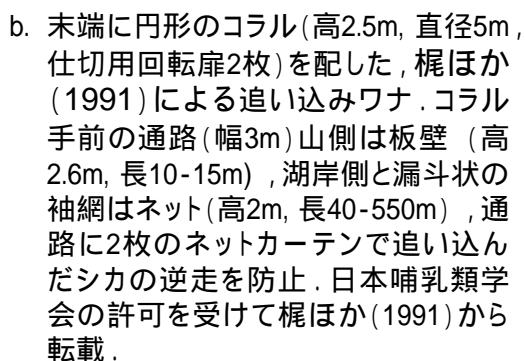 b. 末端に円形のコラル(高2.5m, 直径5m,
仕切用回転扉2枚)を配した,梶ほか
(1991)による追い込みワナ.コラル
手前の通路(幅3m)山側は板壁 (高
2.6m, 長10-15m) ,湖岸側と漏斗状の
袖網はネット(高2m, 長40-550m) ,通
路に2枚のネットカーテンで追い込ん
だシカの逆走を防止.日本哺乳類学
会の許可を受けて梶ほか(1991)から
転載.